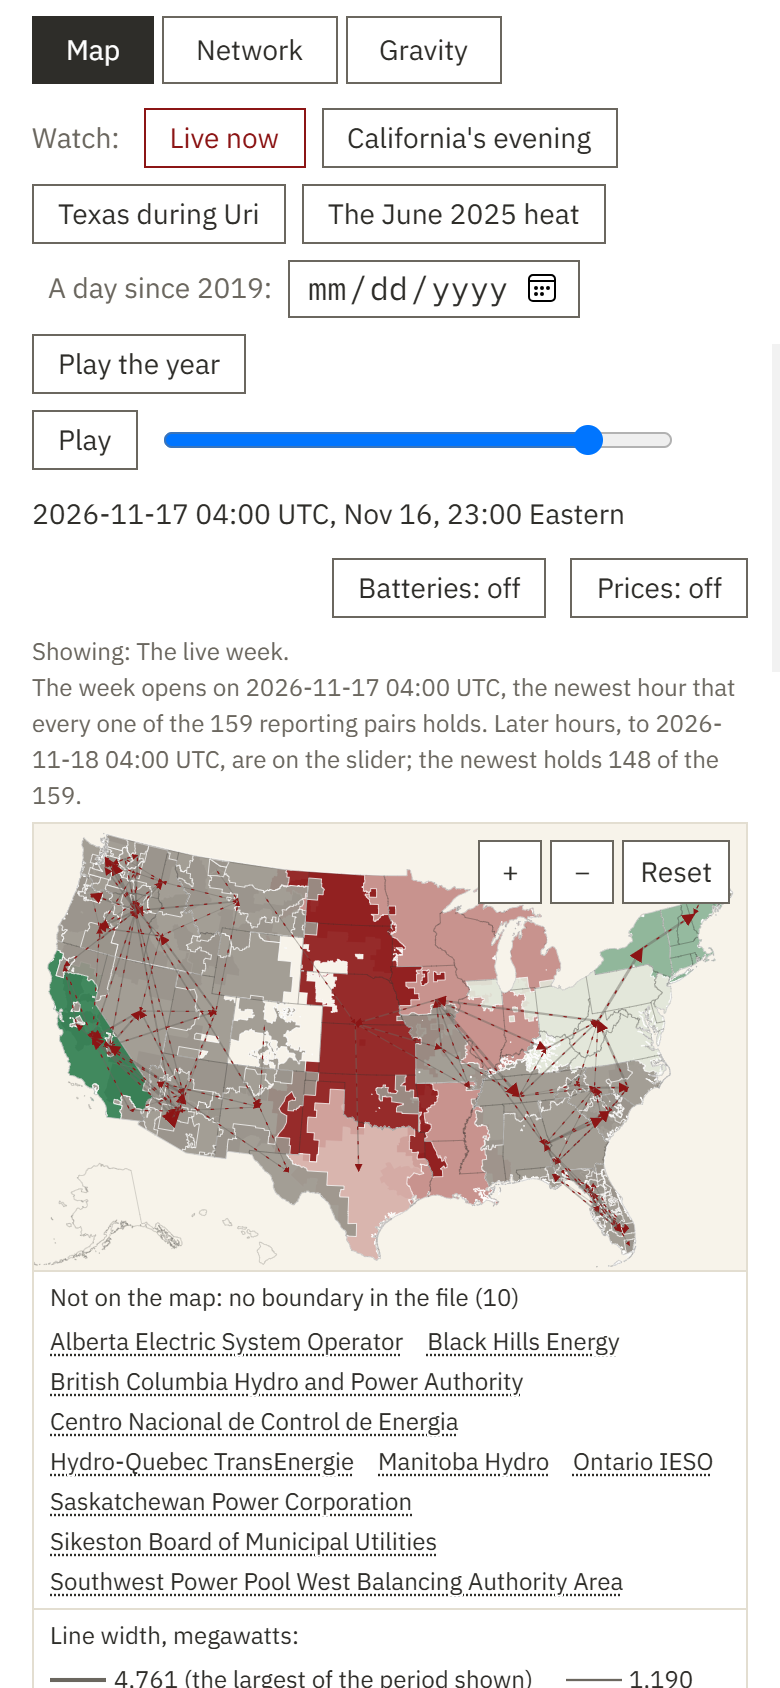 Map Network Gravity
Watch: Live now California's evening
Texas during Uri The June 2025 heat
A day since 2019: mm/dd/yyyy
Play the year
Play
2026-11-17 04:00 UTC, Nov 16, 23:00 Eastern
Batteries: off Prices: off
Showing: The live week.
The week opens on 2026-11-17 04:00 UTC, the newest hour that
every one of the 159 reporting pairs holds. Later hours, to 2026-
11-18 04:00 UTC, are on the slider; the newest holds 148 of the
159.
+ − Reset
Not on the map: no boundary in the file (10)
Alberta Electric System Operator Black Hills Energy
British Columbia Hydro and Power Authority
Centro Nacional de Control de Energia
Hydro-Quebec TransEnergie Manitoba Hydro Ontario IESO
Saskatchewan Power Corporation
Sikeston Board of Municipal Utilities
Southwest Power Pool West Balancing Authority Area
Line width, megawatts:
4,761 (the largest of the period shown) 1,190